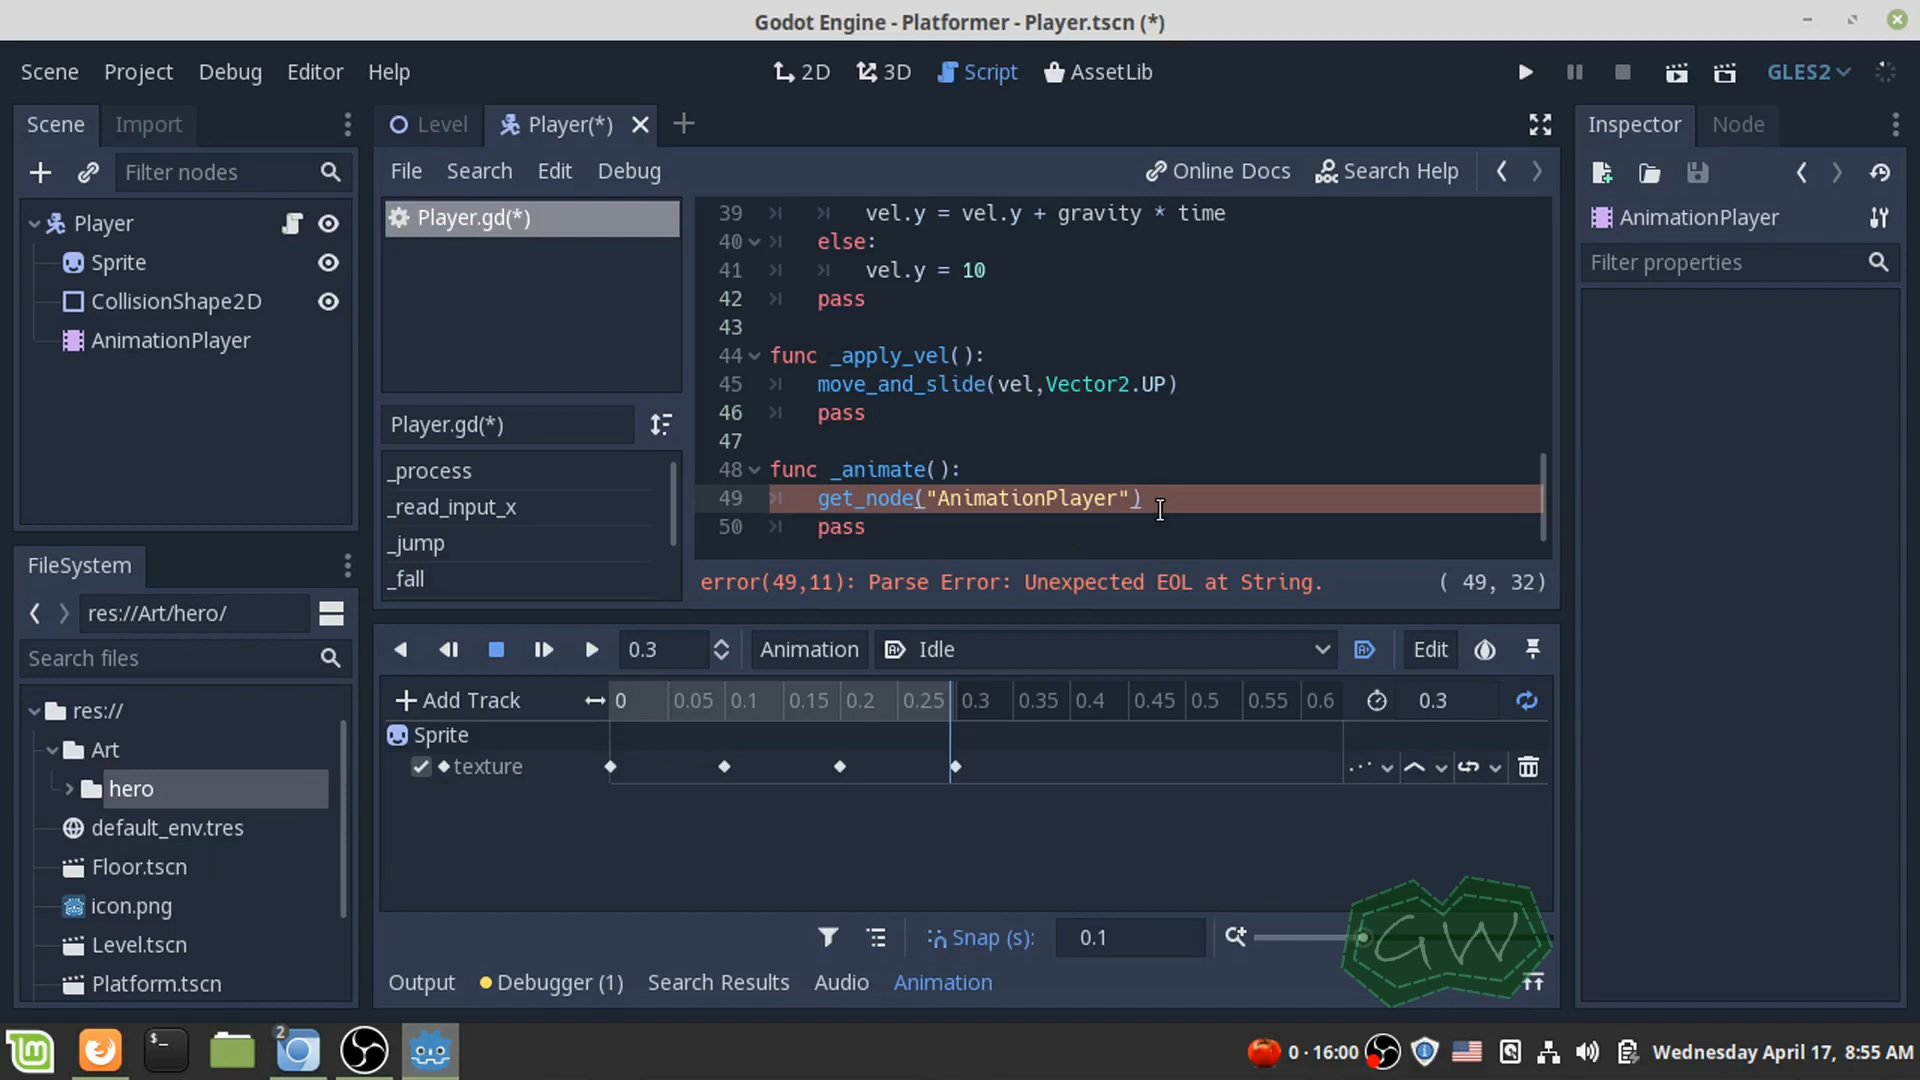 Godot Engine - Platformer - Player.tscn (*)
Scene Project Debug Editor Help
2D 3D Script AssetLib
GLES2
Scene Import
Filter nodes
Player
Sprite
CollisionShape2D
AnimationPlayer
Level Player(*)
File Search Edit Debug
Online Docs Search Help
Player.gd(*)
Player.gd(*)
_process
_read_input_x
_jump
_fall
39 vel.y = vel.y + gravity * time
40 else:
41 vel.y = 10
42 pass
43
44 func _apply_vel():
45 move_and_slide(vel,Vector2.UP)
46 pass
47
48 func _animate():
49 get_node("AnimationPlayer")
50 pass
error(49,11): Parse Error: Unexpected EOL at String. ( 49, 32)
Inspector Node
AnimationPlayer
Filter properties
FileSystem
res://Art/hero/
Search files
res://
Art
hero
default_env.tres
Floor.tscn
icon.png
Level.tscn
Platform.tscn
0.3 Animation Idle Edit
Add Track 0 0.05 0.1 0.15 0.2 0.25 0.3 0.35 0.4 0.45 0.5 0.55 0.6 0.3
Sprite
texture
Snap (s): 0.1
GW
Output Debugger (1) Search Results Audio Animation
2
0 · 16:00 Wednesday April 17, 8:55 AM